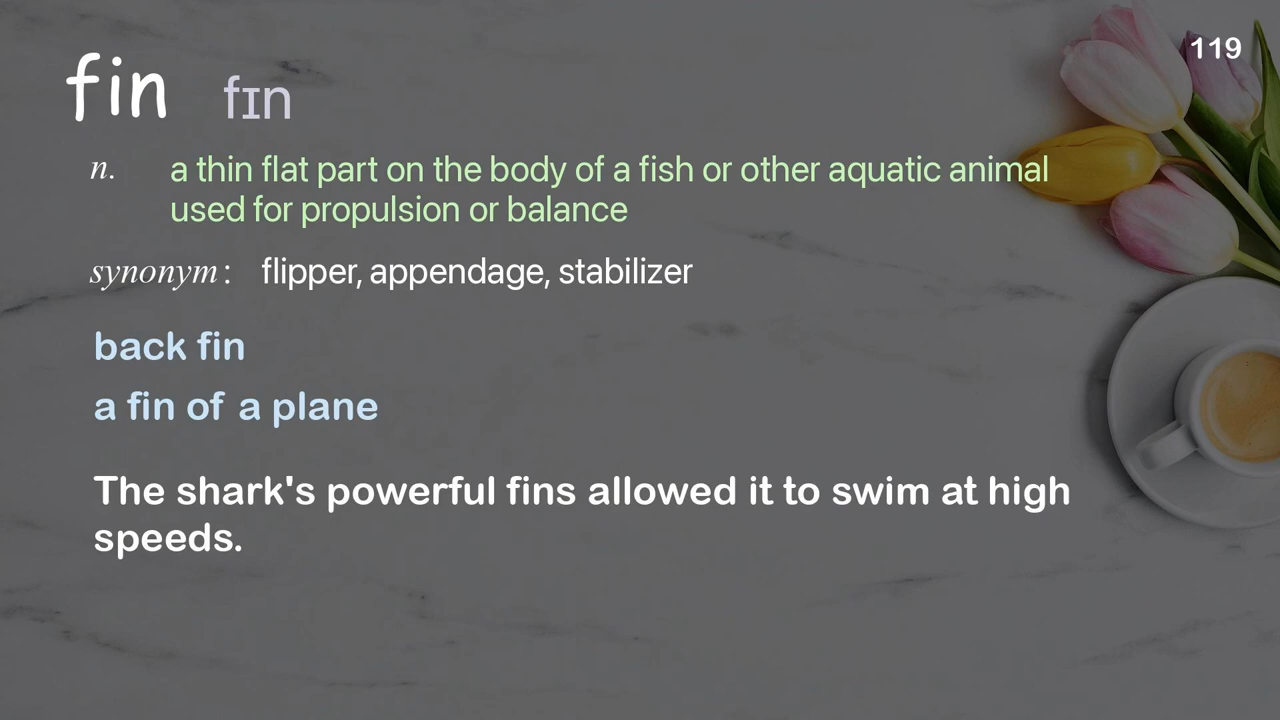 119
fin fɪn
n. a thin flat part on the body of a fish or other aquatic animal
used for propulsion or balance
synonym: flipper, appendage, stabilizer
back fin
a fin of a plane
The shark's powerful fins allowed it to swim at high
speeds.